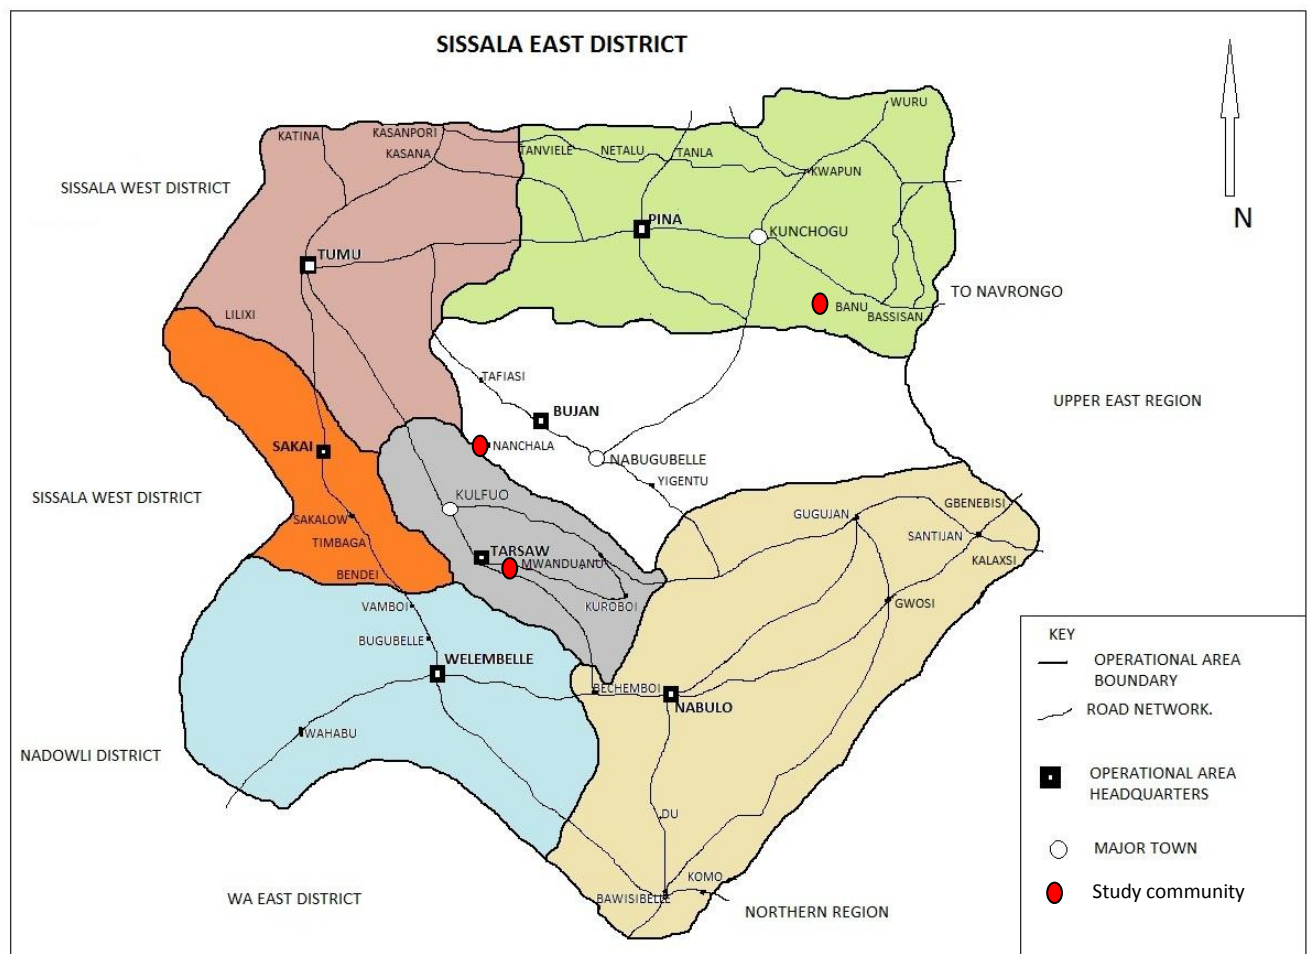 SISSALA EAST DISTRICT
WURU
KATINA
KASANPORI
KASANA
TANVIELE
NETALU
TANLA
KWAPUN
SISSALA WEST DISTRICT
PINA
KUNCHOGU
N
TUMU
TO NAVRONGO
BANU
BASSISAN
LILIXI
TAFIASI
UPPER EAST REGION
BUJAN
SAKAI
NANCHALA
NABUGUBELLE
YIGENTU
SISSALA WEST DISTRICT
KULFUO
GBENEBISI
GUGUJAN
SAKALOW
SANTIJAN
TIMBAGA
TARSAW
MWANDUANU
KALAXSI
BENDEI
VAMBOI
KUROBOI
GWOSI
BUGUBELLE
WELEMBELLE
BECHEMBOI
NABULO
WAHABU
NADOWLI DISTRICT
DU
KOMO
BAWISIBELLE
WA EAST DISTRICT
NORTHERN REGION
KEY
OPERATIONAL AREA
BOUNDARY
ROAD NETWORK.
OPERATIONAL AREA
HEADQUARTERS
MAJOR TOWN
Study community